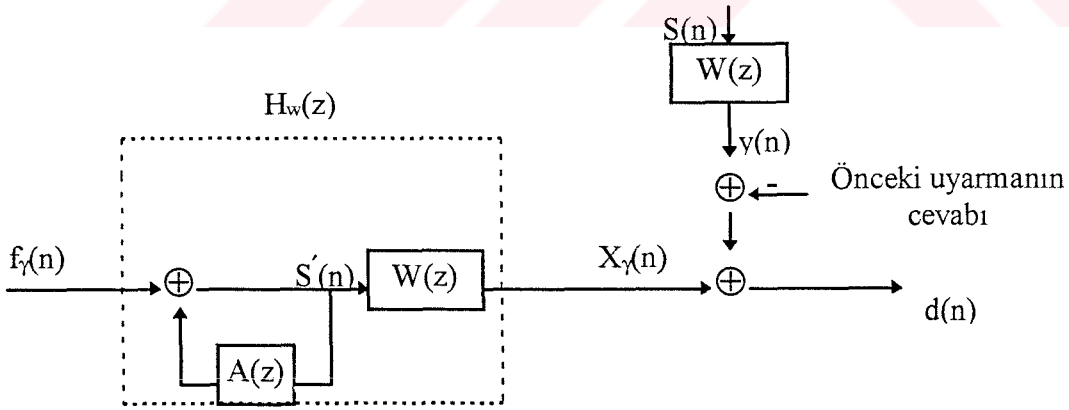 S(n)
W(z)
H_w(z)
y(n)
-
Önceki uyarmanın
cevabı
f_γ(n)
S´(n)
W(z)
X_γ(n)
d(n)
A(z)